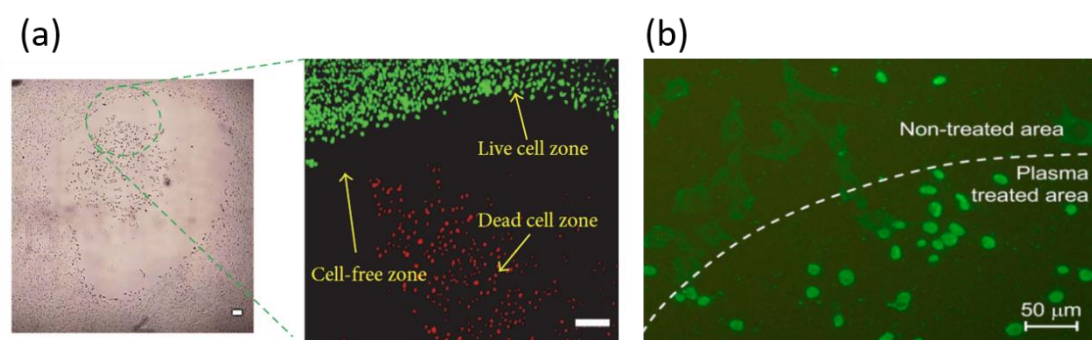 (a)
(b)
Live cell zone
Dead cell zone
Cell-free zone
Non-treated area
Plasma
treated area
50 μm